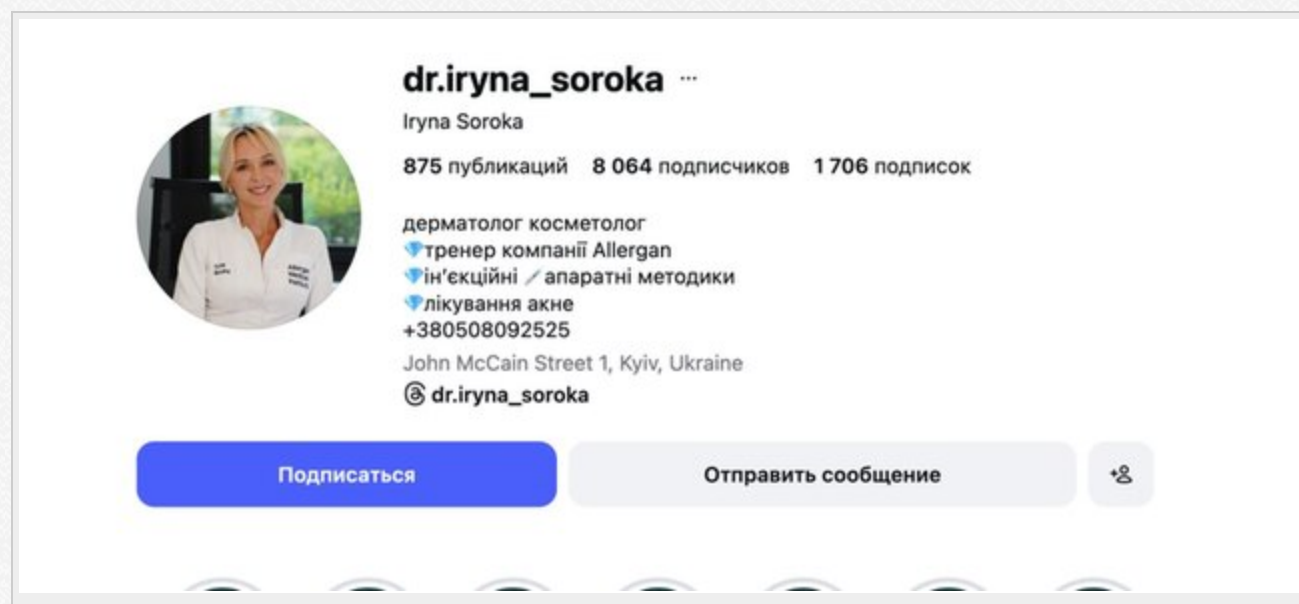 dr.iryna_soroka ...
Iryna Soroka
875 публикаций 8 064 подписчиков 1 706 подписок
дерматолог косметолог
💎тренер компанії Allergan
💎ін’єкційні 💉апаратні методики
💎лікування акне
+380508092525
John McCain Street 1, Kyiv, Ukraine
dr.iryna_soroka
Подписаться
Отправить сообщение